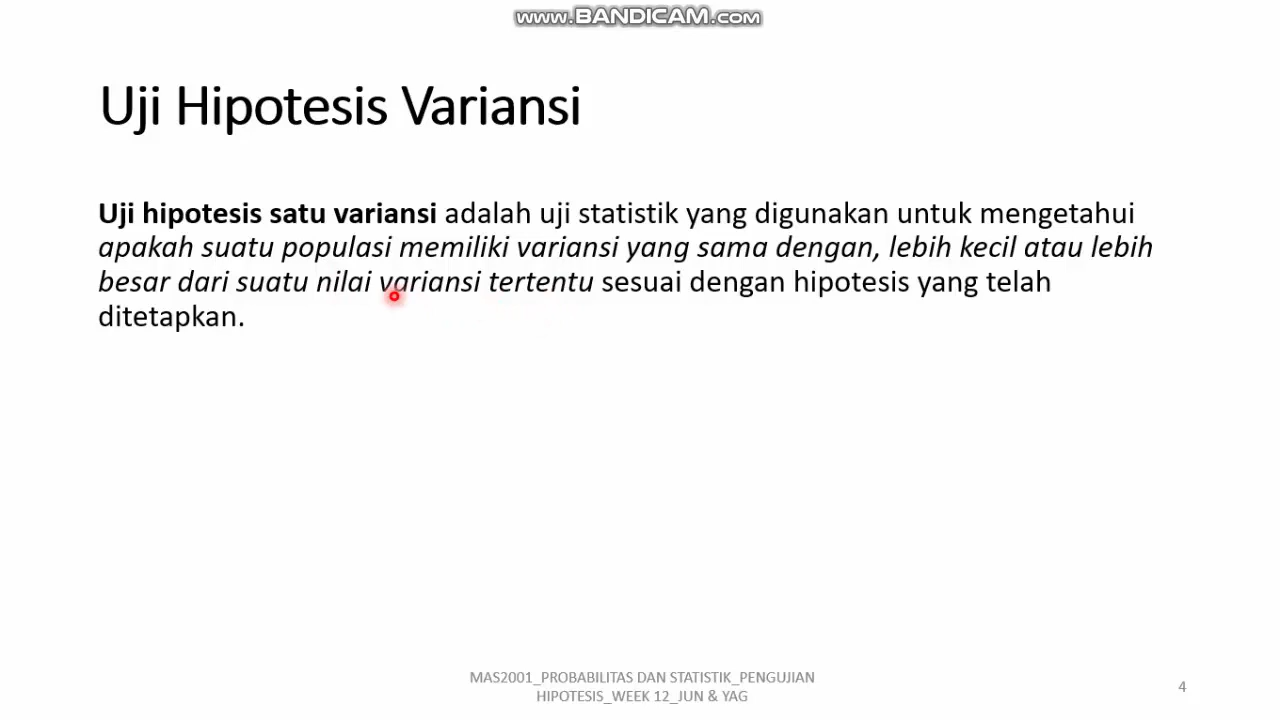 www.BANDICAM.com
Uji Hipotesis Variansi
Uji hipotesis satu variansi adalah uji statistik yang digunakan untuk mengetahui
apakah suatu populasi memiliki variansi yang sama dengan, lebih kecil atau lebih
besar dari suatu nilai variansi tertentu sesuai dengan hipotesis yang telah
ditetapkan.
MAS2001_PROBABILITAS DAN STATISTIK_PENGUJIAN
HIPOTESIS_WEEK 12_JUN & YAG
4